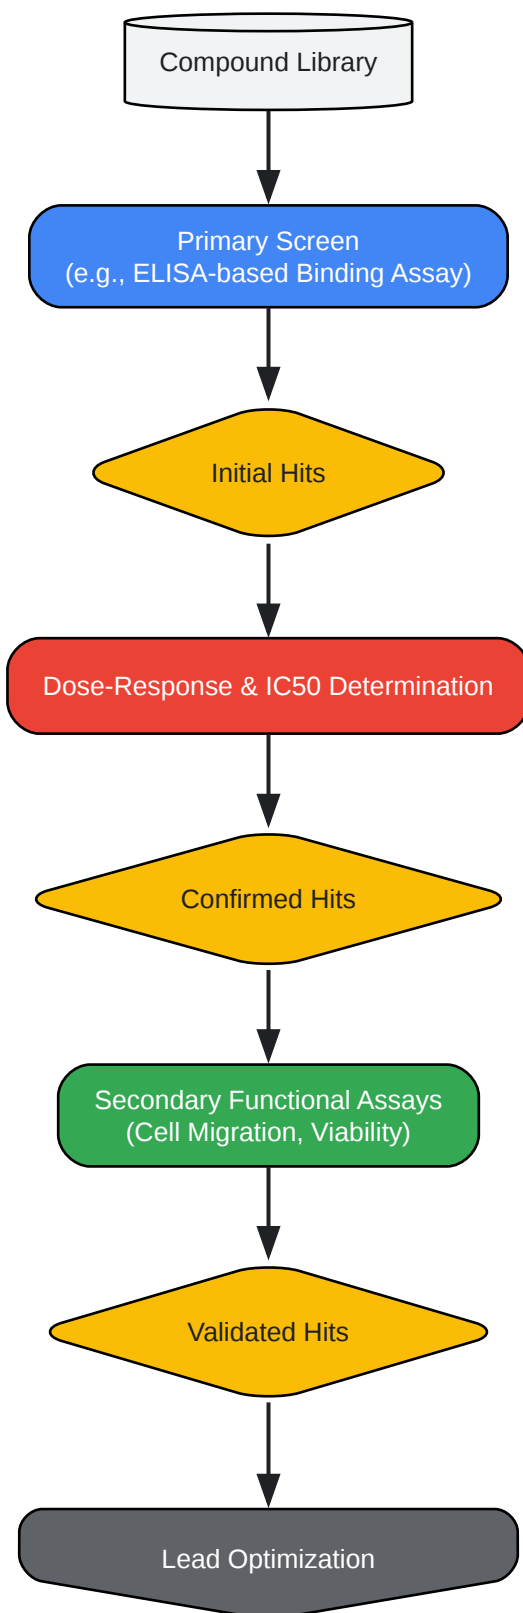 Compound Library
Primary Screen
(e.g., ELISA-based Binding Assay)
Initial Hits
Dose-Response & IC50 Determination
Confirmed Hits
Secondary Functional Assays
(Cell Migration, Viability)
Validated Hits
Lead Optimization